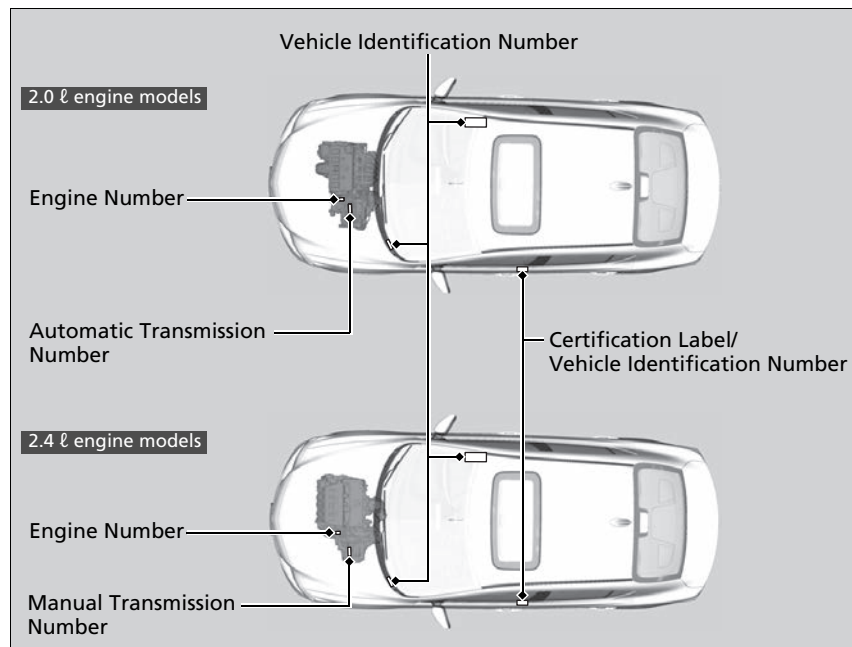 Vehicle Identification Number
2.0 ℓ engine models
Engine Number
Automatic Transmission
Number
Certification Label/
Vehicle Identification Number
2.4 ℓ engine models
Engine Number
Manual Transmission
Number